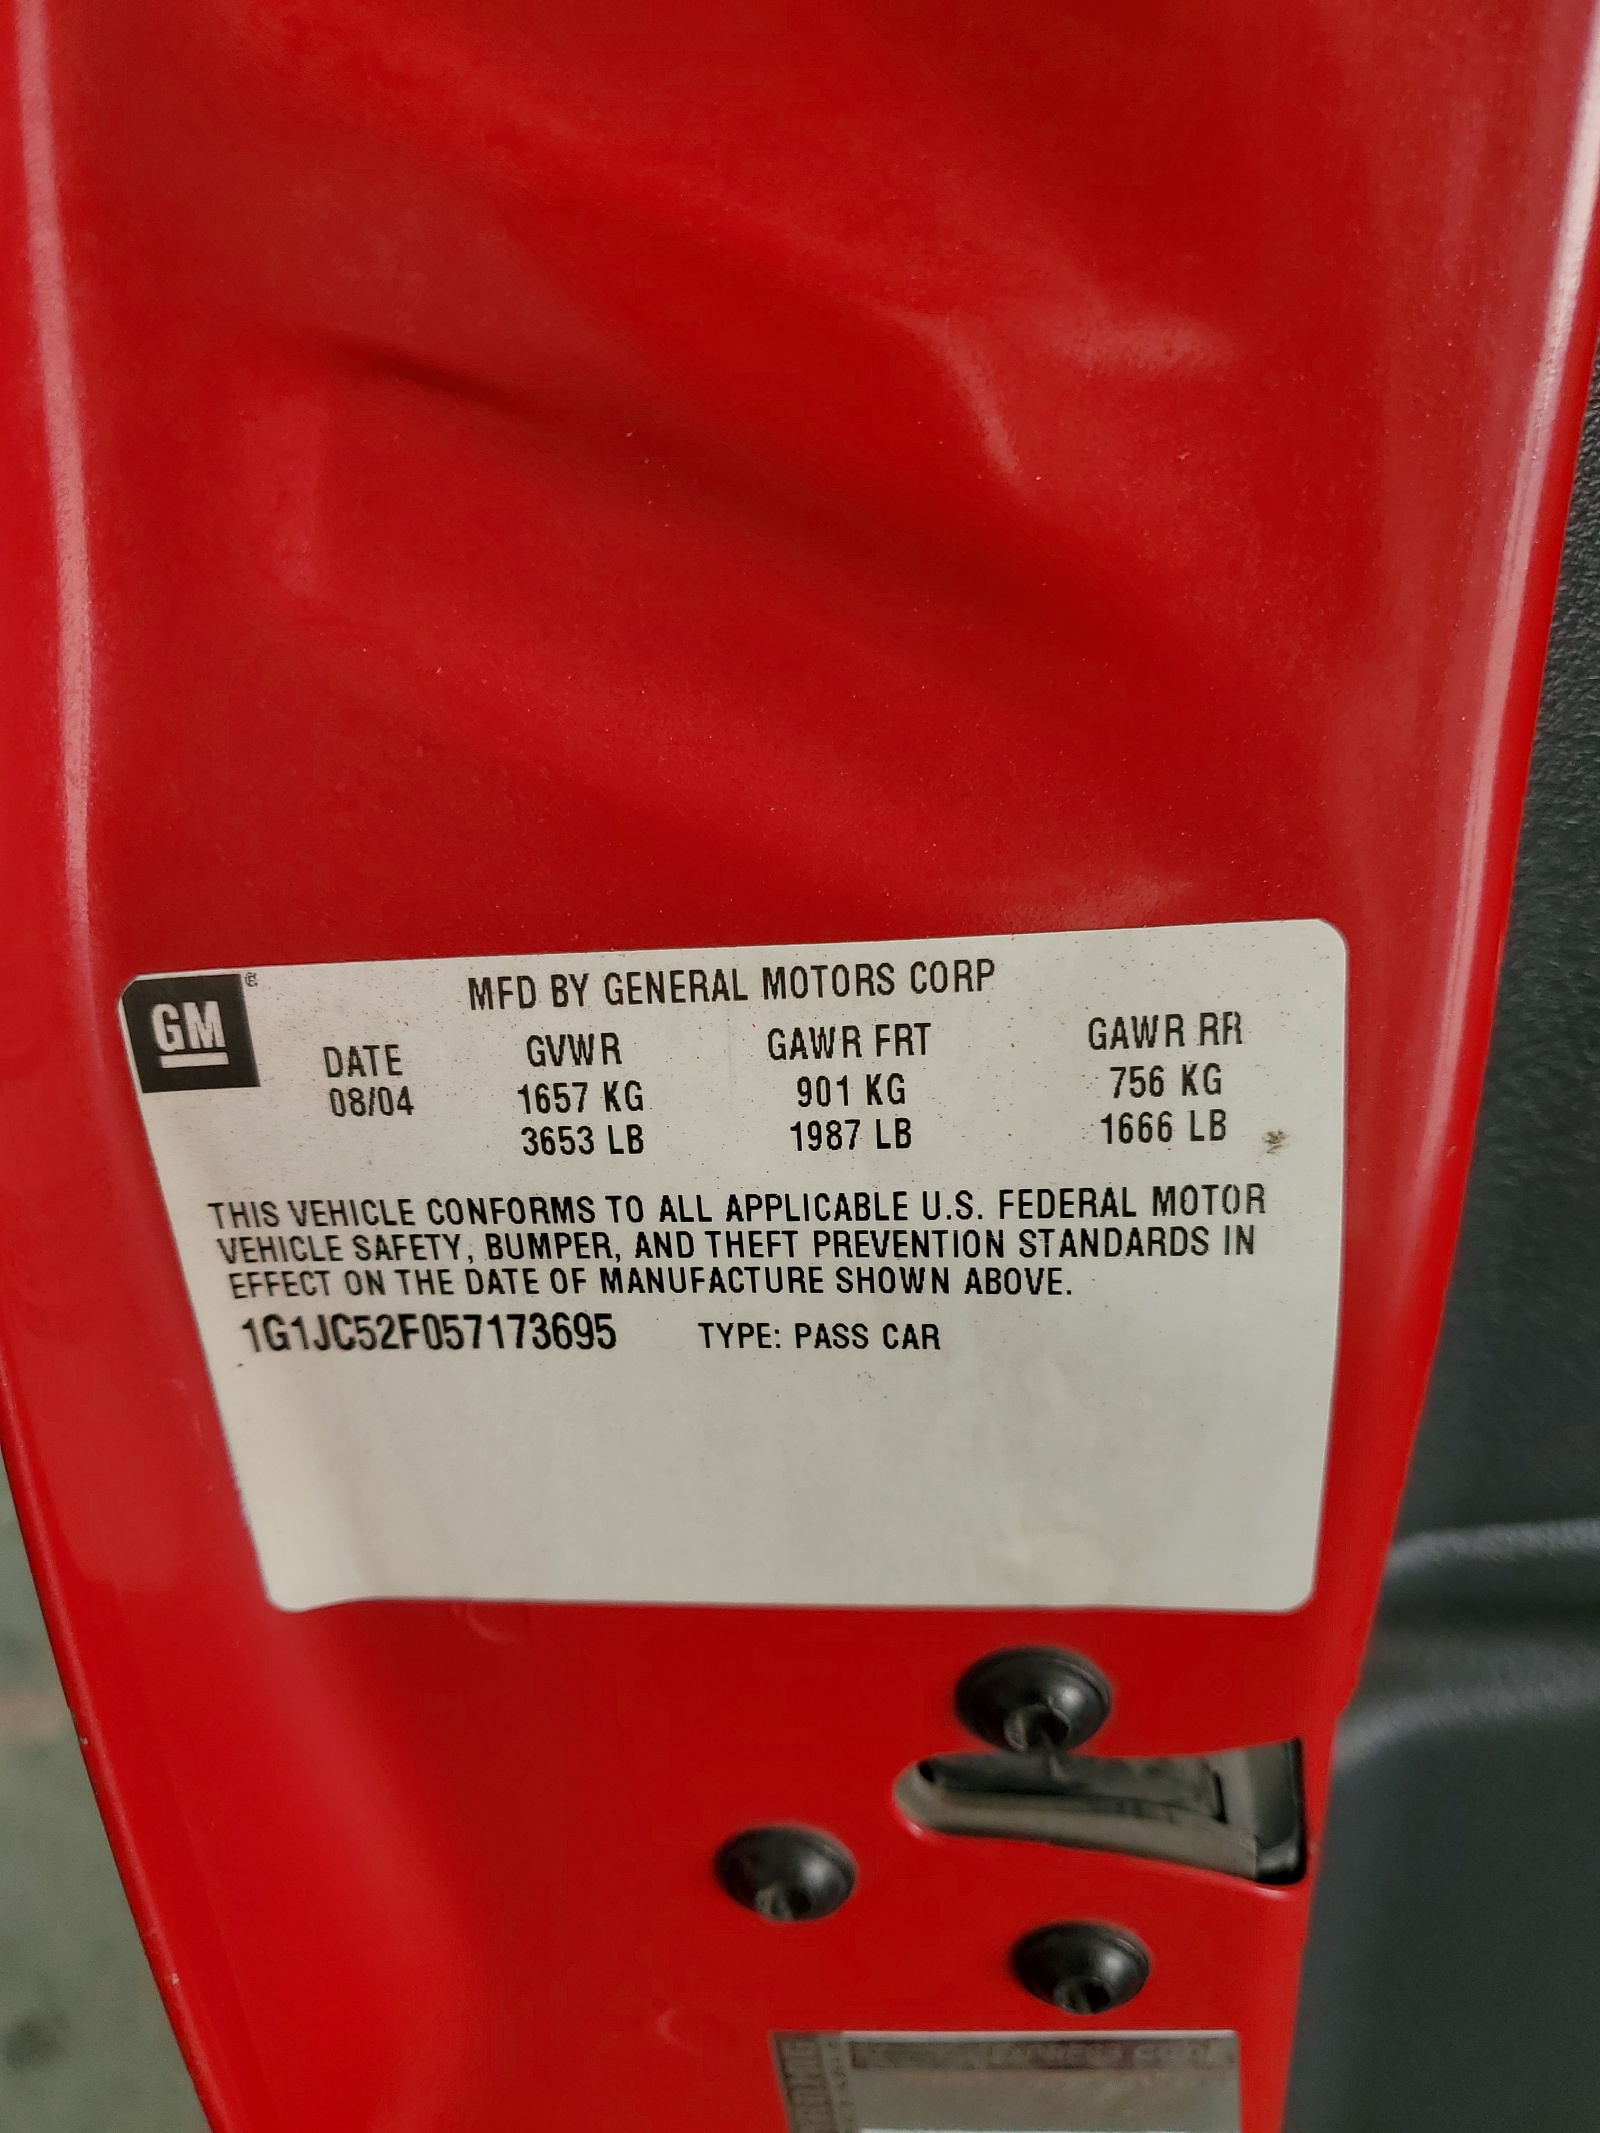 GM ®
MFD BY GENERAL MOTORS CORP
DATE GVWR GAWR FRT GAWR RR
08/04 1657 KG 901 KG 756 KG
3653 LB 1987 LB 1666 LB
THIS VEHICLE CONFORMS TO ALL APPLICABLE U.S. FEDERAL MOTOR
VEHICLE SAFETY, BUMPER, AND THEFT PREVENTION STANDARDS IN
EFFECT ON THE DATE OF MANUFACTURE SHOWN ABOVE.
1G1JC52F057173695 TYPE: PASS CAR
EXPRESS CODE